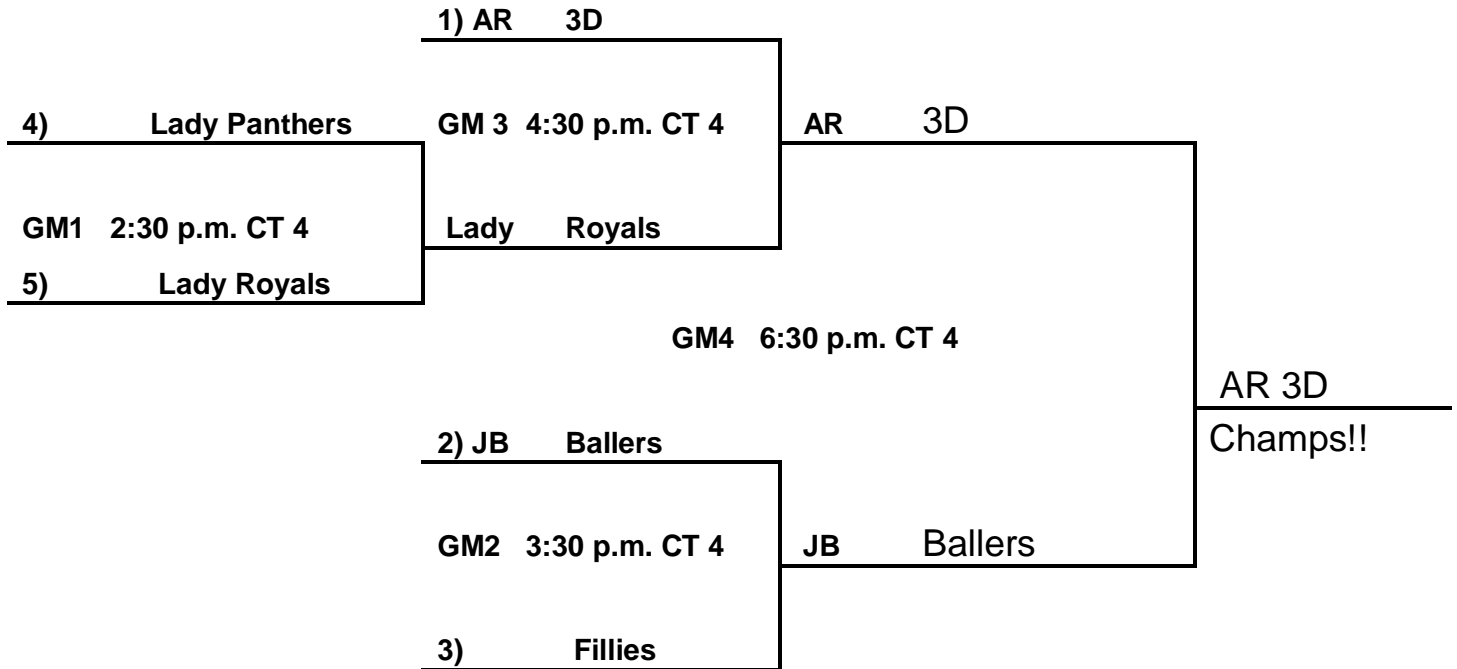 1) AR 3D
4) Lady Panthers
GM 3 4:30 p.m. CT 4
AR 3D
GM1 2:30 p.m. CT 4
Lady Royals
5) Lady Royals
GM4 6:30 p.m. CT 4
AR 3D
Champs!!
2) JB Ballers
GM2 3:30 p.m. CT 4
JB Ballers
3) Fillies